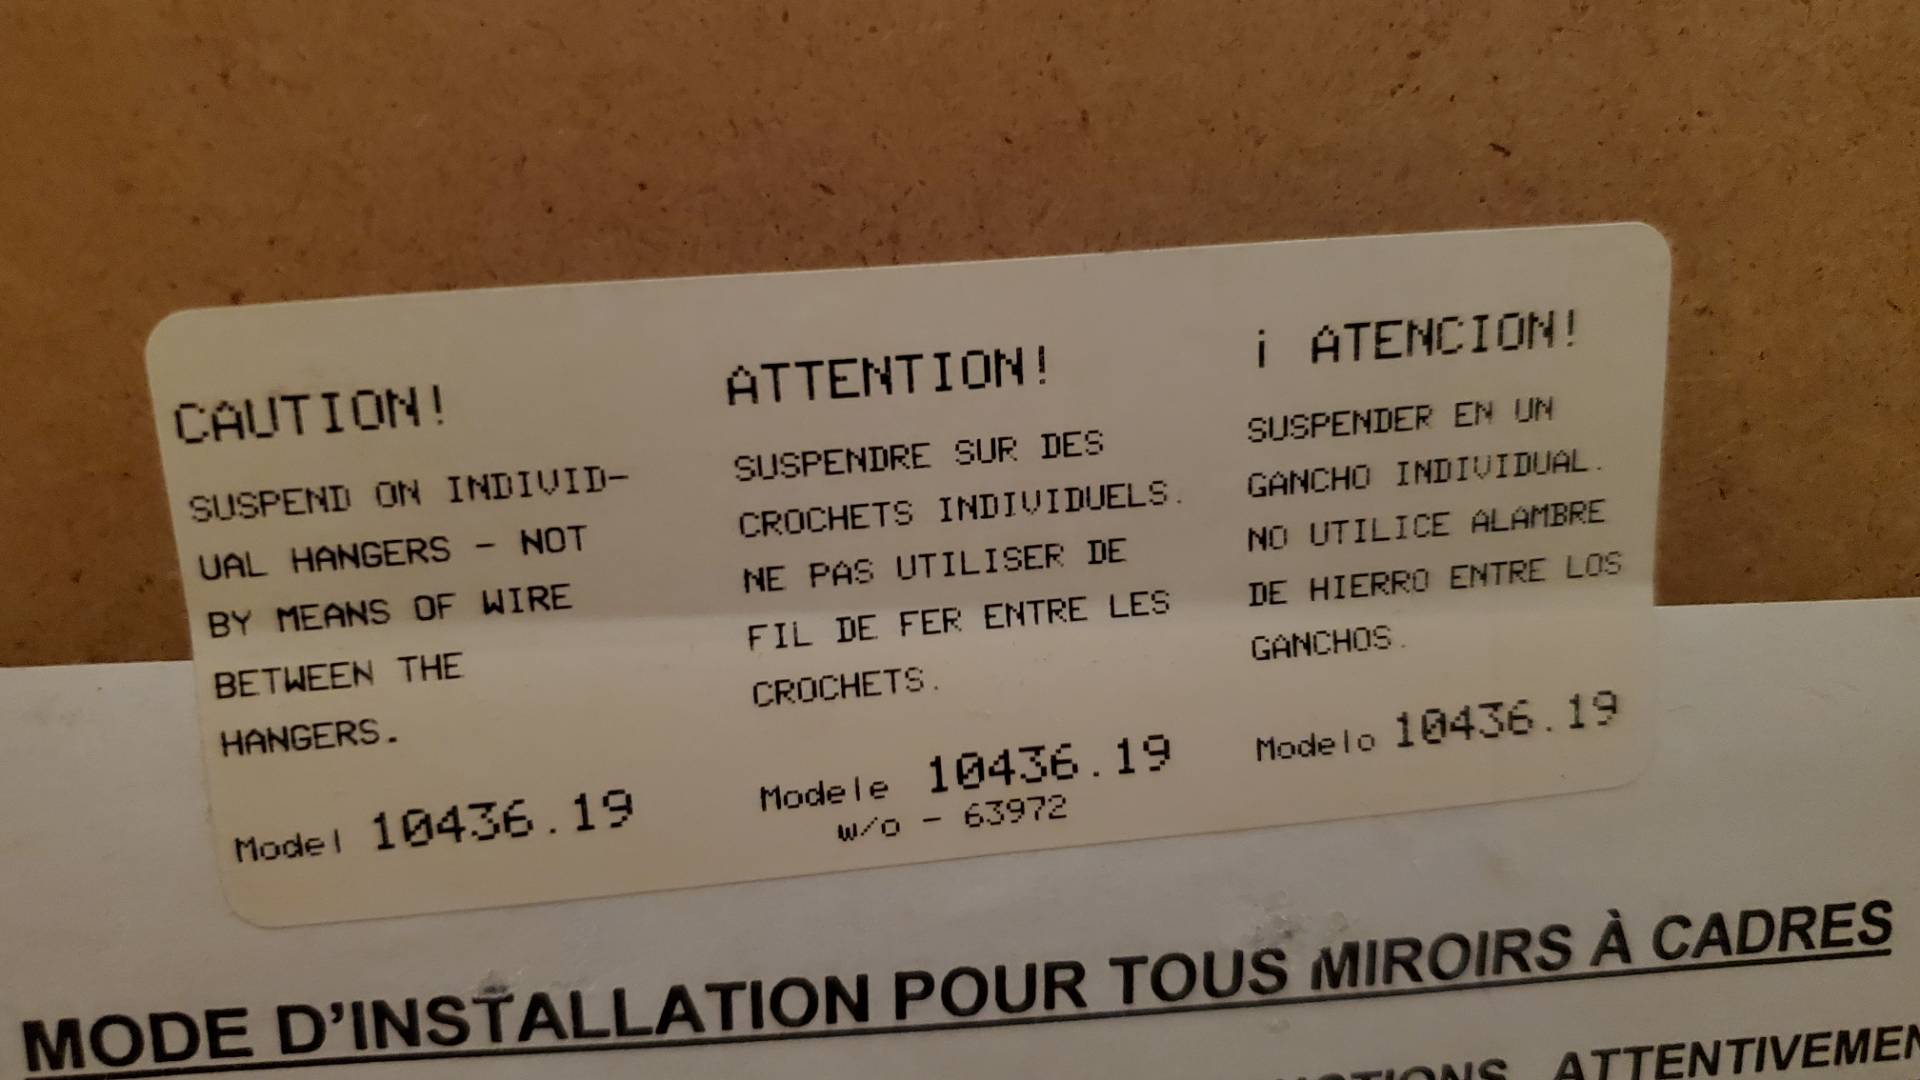 CAUTION!
SUSPEND ON INDIVID-
UAL HANGERS - NOT
BY MEANS OF WIRE
BETWEEN THE
HANGERS.
Model 10436.19
ATTENTION!
SUSPENDRE SUR DES
CROCHETS INDIVIDUELS.
NE PAS UTILISER DE
FIL DE FER ENTRE LES
CROCHETS.
Modele 10436.19
w/o - 63972
¡ ATENCION!
SUSPENDER EN UN
GANCHO INDIVIDUAL.
NO UTILICE ALAMBRE
DE HIERRO ENTRE LOS
GANCHOS.
Modelo 10436.19
MODE D'INSTALLATION POUR TOUS MIROIRS À CADRES